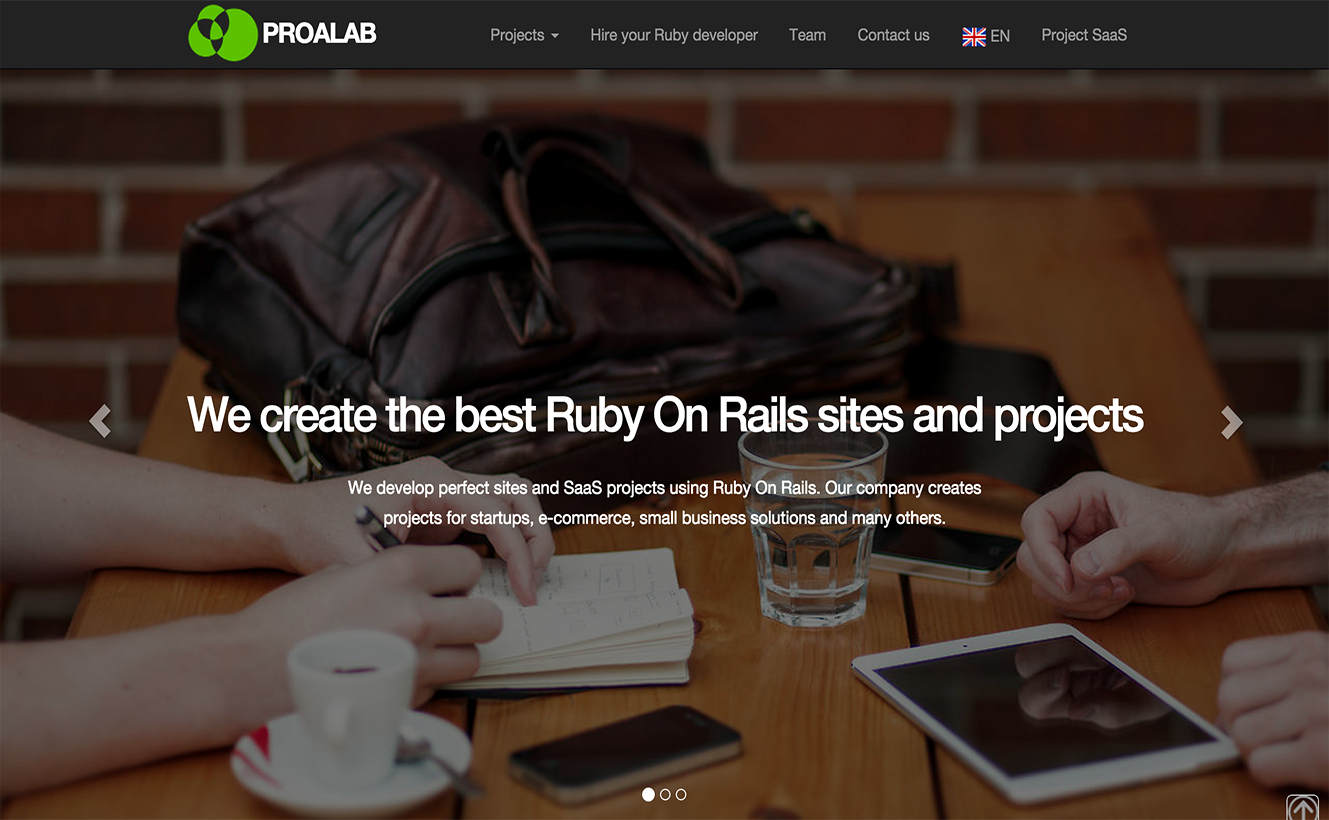 PROALAB
Projects
Hire your Ruby developer
Team
Contact us
EN
Project SaaS
We create the best Ruby On Rails sites and projects
We develop perfect sites and SaaS projects using Ruby On Rails. Our company creates
projects for startups, e-commerce, small business solutions and many others.